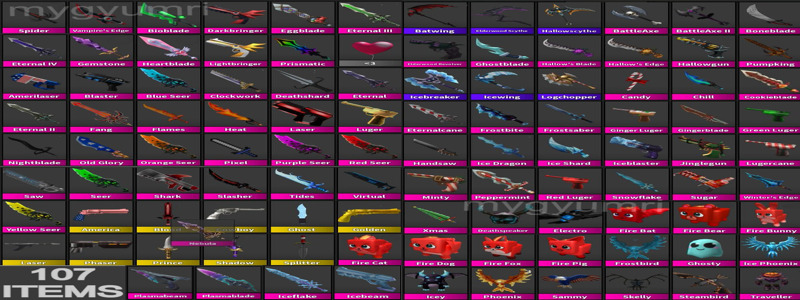 mygyumri
Spider Vampire's Edge Bioblade Darkbringer Eggblade Eternal III Batwing Elderwood Scythe Hallowscythe BattleAxe BattleAxe II Boneblade
Eternal IV Gemstone Heartblade Lightbringer Prismatic <3 Elderwood Revolver Ghostblade Hallow's Blade Hallow's Edge Hallowgun Pumpking
Amerilaser Blaster Blue Seer Clockwork Deathshard Eternal Icebreaker Icewing Logchopper Candy Chill Cookieblade
Eternal II Fang Flames Heat Laser Luger Eternalcane Frostbite Frostsaber Ginger Luger Gingerblade Green Luger
Nightblade Old Glory Orange Seer Pixel Purple Seer Red Seer Handsaw Ice Dragon Ice Shard Iceblaster Jinglegun Lugercane
Saw Seer Shark Slasher Tides Virtual Minty Peppermint Red Luger Snowflake Sugar Winter's Edge
mygyumri
Yellow Seer America Ghost Golden Xmas Deathspeaker Electro Fire Bat Fire Bear Fire Bunny
Nebula
Laser Phaser Prince Shadow Splitter Fire Cat Fire Dog Fire Fox Fire Pig Frostbird Ghosty Ice Phoenix
107
ITEMS
Plasmabeam Plasmablade Iceflake Icebeam Icey Phoenix Sammy Skelly Steambird Traveller